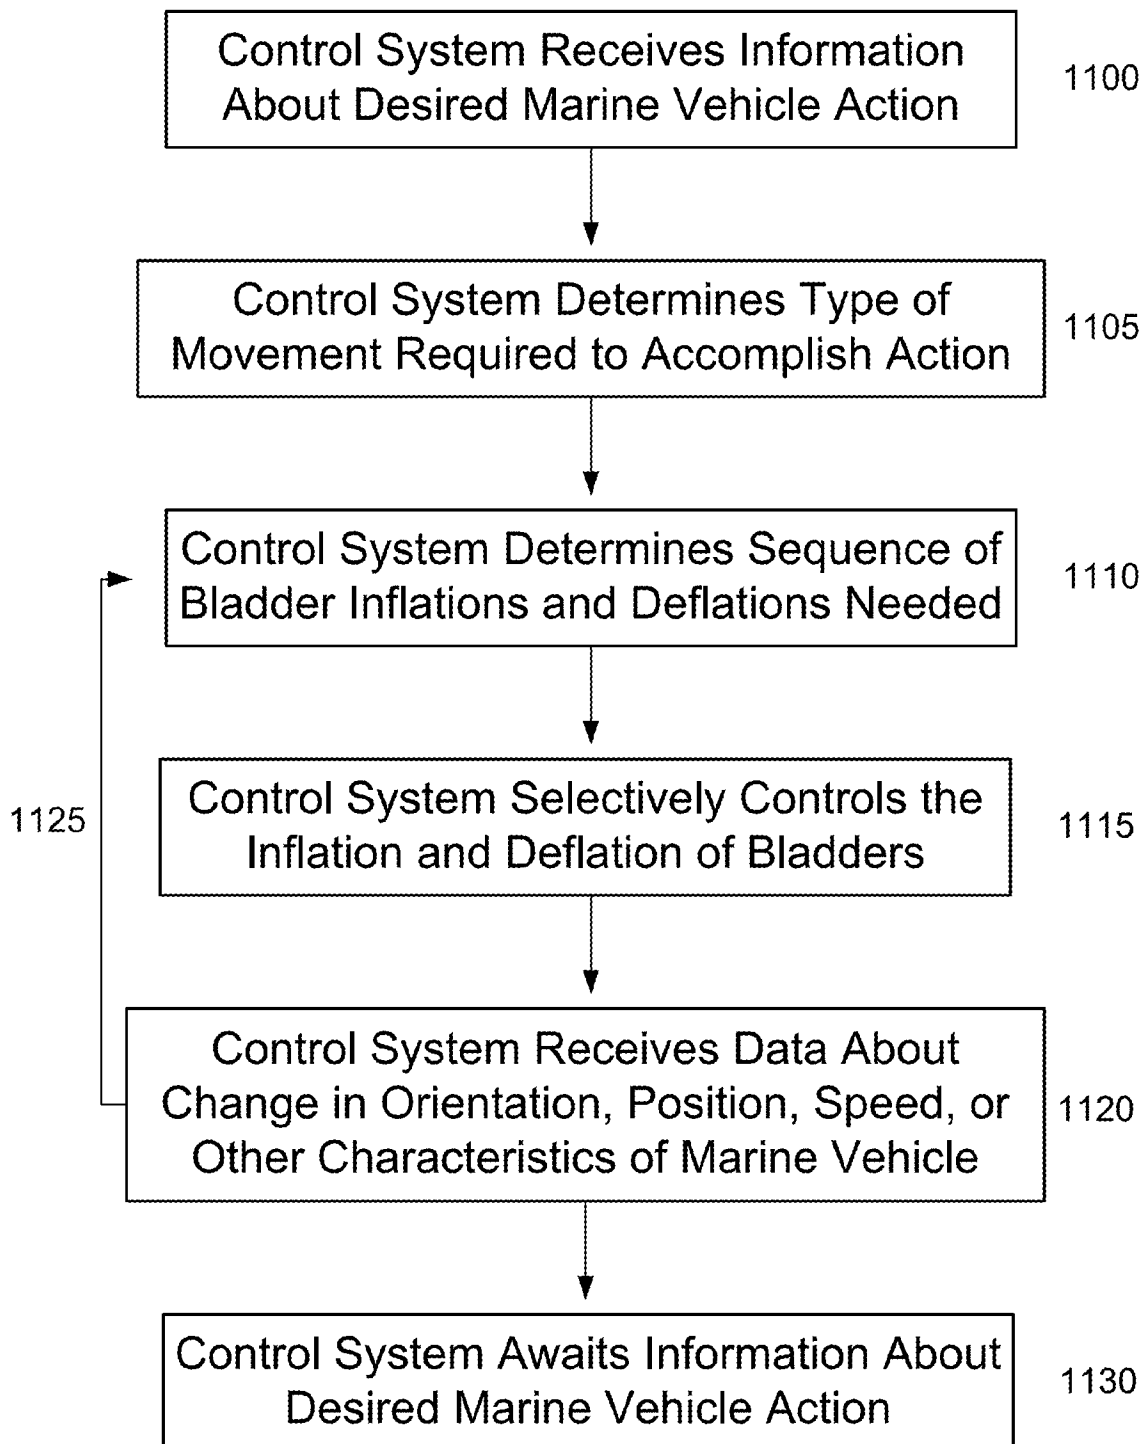 Control System Receives Information
About Desired Marine Vehicle Action
1100
Control System Determines Type of
Movement Required to Accomplish Action
1105
Control System Determines Sequence of
Bladder Inflations and Deflations Needed
1110
Control System Selectively Controls the
Inflation and Deflation of Bladders
1115
1125
Control System Receives Data About
Change in Orientation, Position, Speed, or
Other Characteristics of Marine Vehicle
1120
Control System Awaits Information About
Desired Marine Vehicle Action
1130